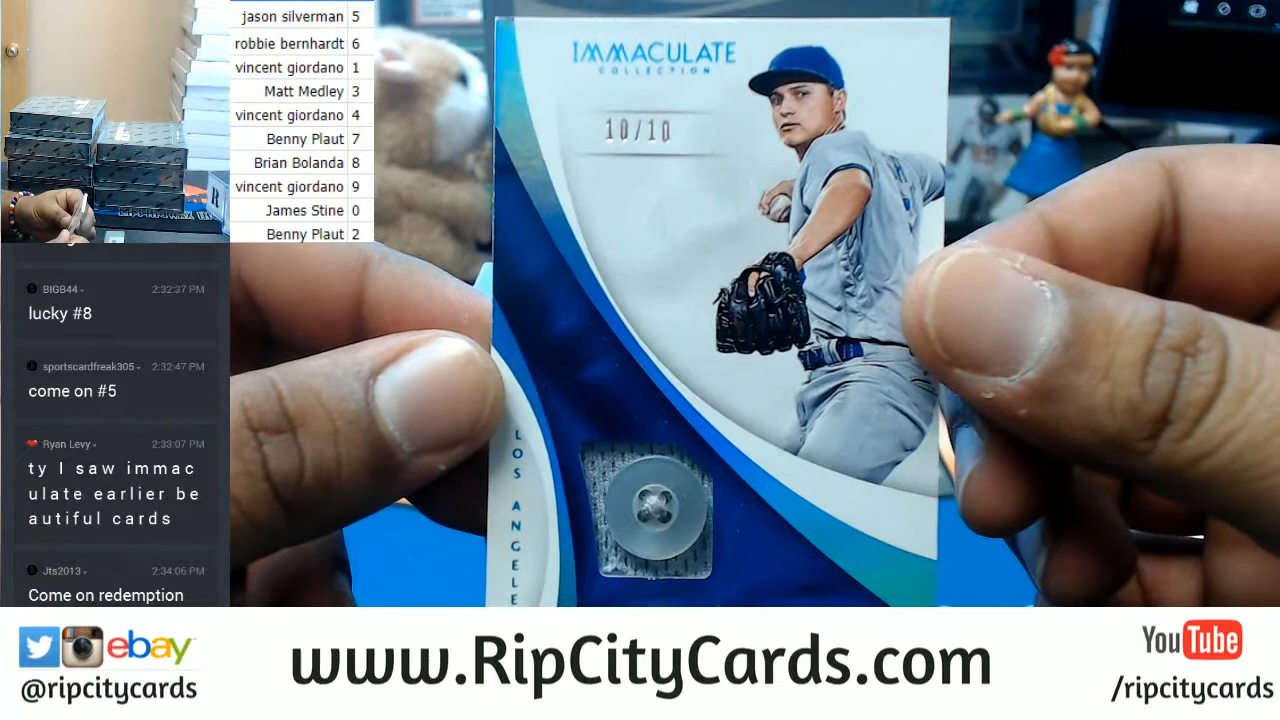 jason silverman 5
robbie bernhardt 6
vincent giordano 1
Matt Medley 3
vincent giordano 4
Benny Plaut 7
Brian Bolanda 8
vincent giordano 9
James Stine 0
Benny Plaut 2
BIGB44 2:32:37 PM
lucky #8
sportscardfreak305 2:32:47 PM
come on #5
Ryan Levy 2:33:07 PM
ty I saw immac
ulate earlier be
autiful cards
Jts2013 2:34:06 PM
Come on redemption
IMMACULATE
COLLECTION
10/10
LOS ANGELE
ebay
@ripcitycards
www.RipCityCards.com
YouTube
/ripcitycards